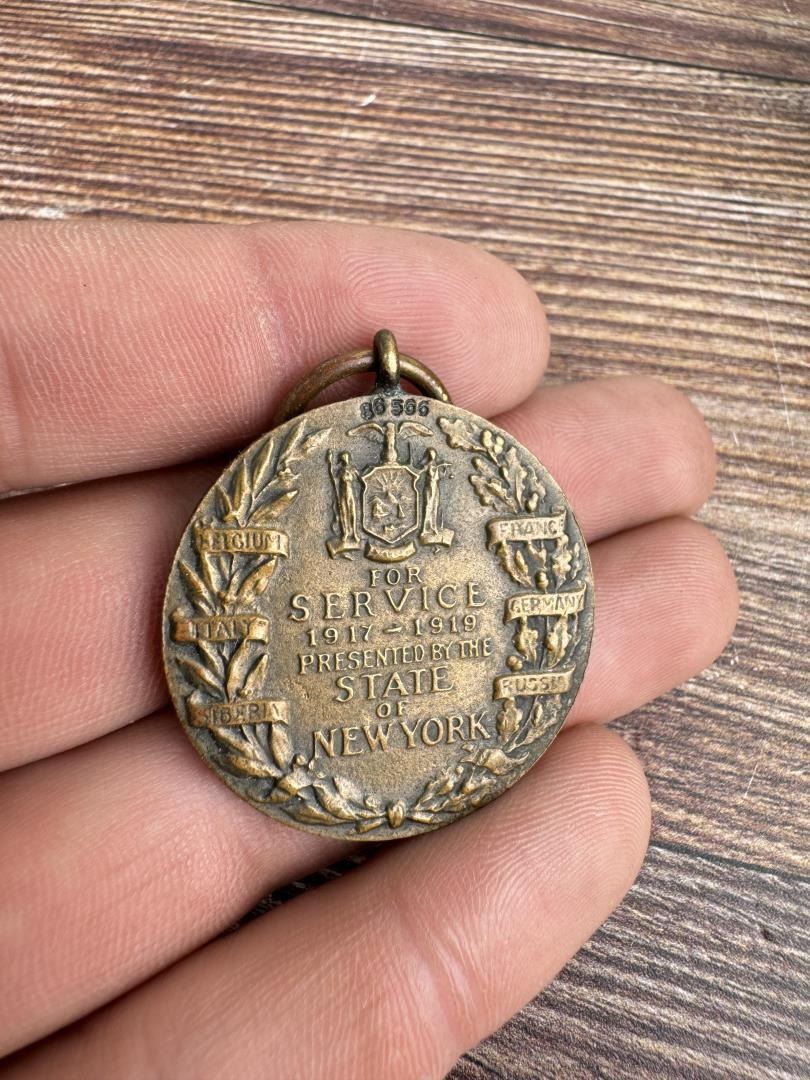 86 566
FOR
SERVICE
1917 - 1919
PRESENTED BY THE
STATE
OF
NEW YORK
BELGIUM
ITALY
SIBERIA
FRANCE
GERMANY
RUSSIA